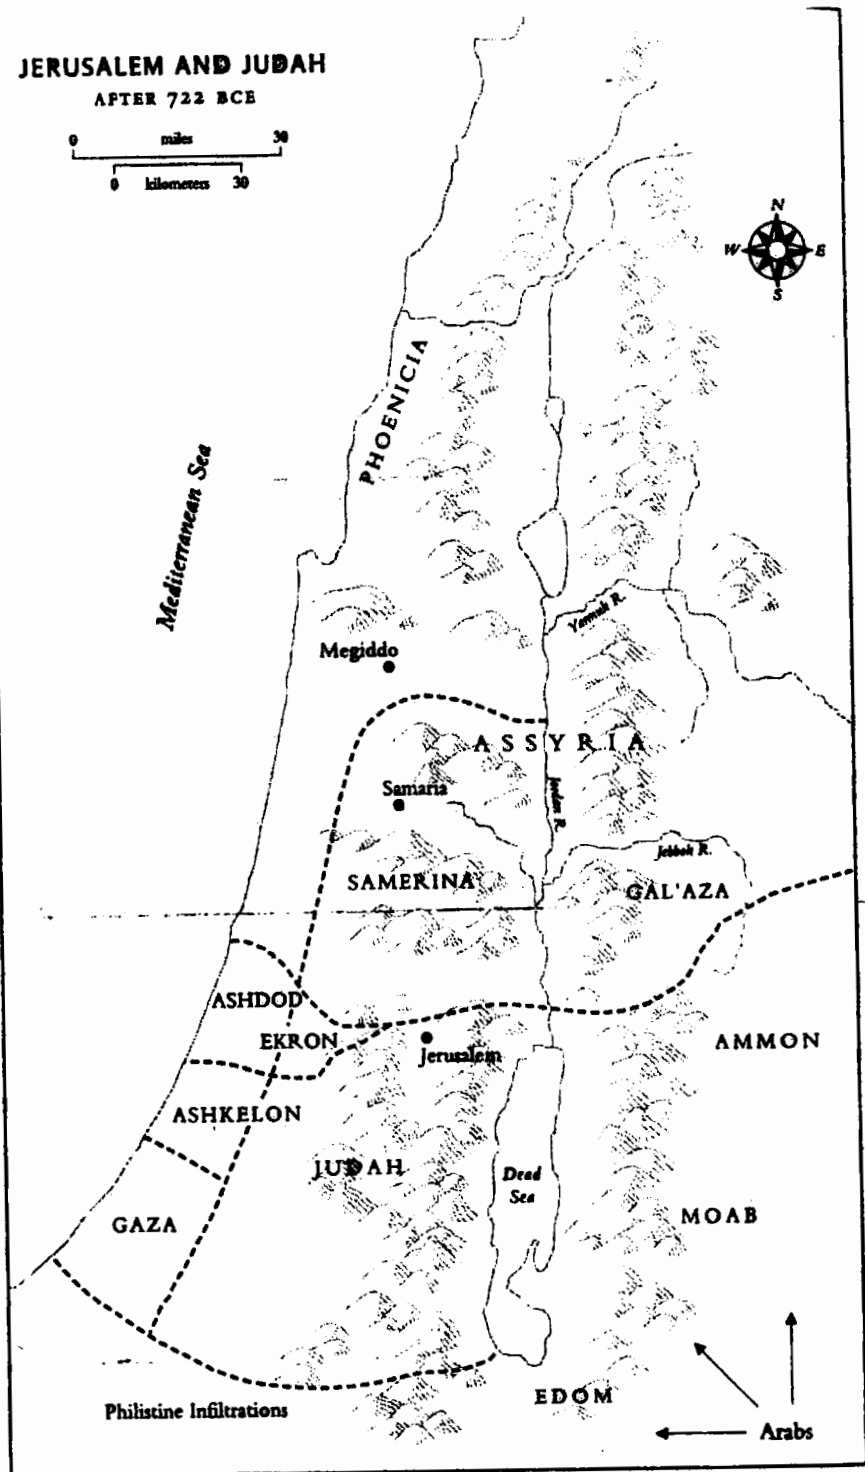 JERUSALEM AND JUDAH
AFTER 722 BCE
0 miles 30
0 kilometers 30
N
W E
S
PHOENICIA
Mediterranean Sea
Yarmuk R.
Megiddo
ASSYRIA
Samaria
Jordan R.
Jebbok R.
SAMERINA
GAL'AZA
ASHDOD
EKRON
Jerusalem
AMMON
ASHKELON
JUDAH
Dead
Sea
GAZA
MOAB
EDOM
Philistine Infiltrations
Arabs